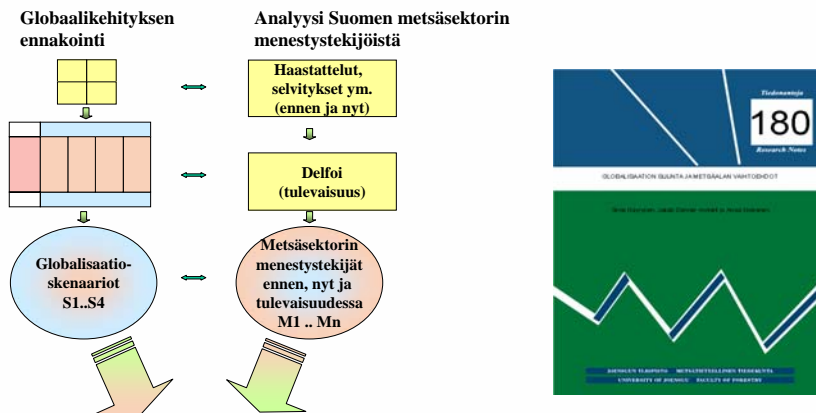 Globaalikehityksen
ennakointi
Analyysi Suomen metsäsektorin
menestystekijöistä
Haastattelut,
selvitykset ym.
(ennen ja nyt)
Delfoi
(tulevaisuus)
Globalisaatio-
skenaariot
S1..S4
Metsäsektorin
menestystekijät
ennen, nyt ja
tulevaisuudessa
M1 .. Mn
Tiedonantoja
180
Research Notes
GLOBALISAATION SUUNTA JA METSÄALAN VAIHTOEHDOT
JOENSUUN YLIOPISTO METSÄTIETEELLINEN TIEDEKUNTA
UNIVERSITY OF JOENSUU FACULTY OF FORESTRY